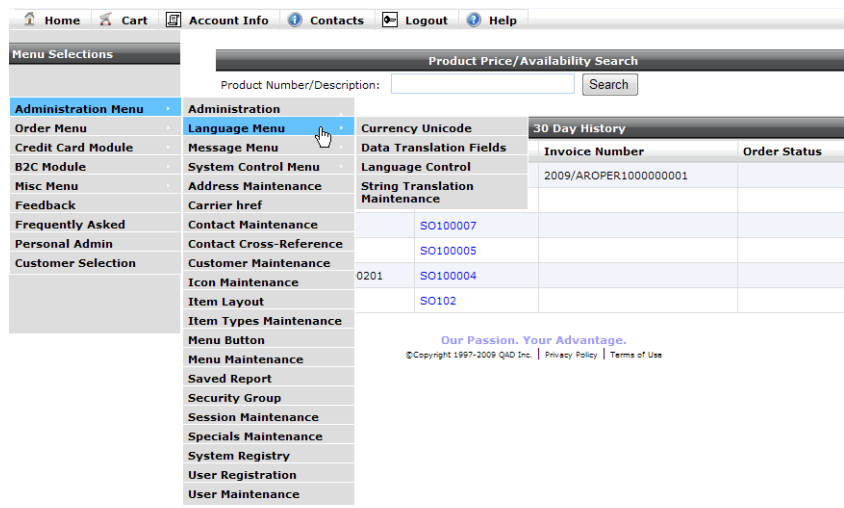 Home Cart Account Info Contacts Logout Help
Menu Selections
Product Price/Availability Search
Product Number/Description: Search
Administration Menu
Order Menu
Credit Card Module
B2C Module
Misc Menu
Feedback
Frequently Asked
Personal Admin
Customer Selection
Administration
Language Menu
Message Menu
System Control Menu
Address Maintenance
Carrier href
Contact Maintenance
Contact Cross-Reference
Customer Maintenance
Icon Maintenance
Item Layout
Item Types Maintenance
Menu Button
Menu Maintenance
Saved Report
Security Group
Session Maintenance
Specials Maintenance
System Registry
User Registration
User Maintenance
Currency Unicode
Data Translation Fields
Language Control
String Translation
Maintenance
30 Day History
Invoice Number Order Status
2009/AROPER1000000001
SO100007
SO100005
0201 SO100004
SO102
Our Passion. Your Advantage.
©Copyright 1997-2009 QAD Inc. | Privacy Policy | Terms of Use